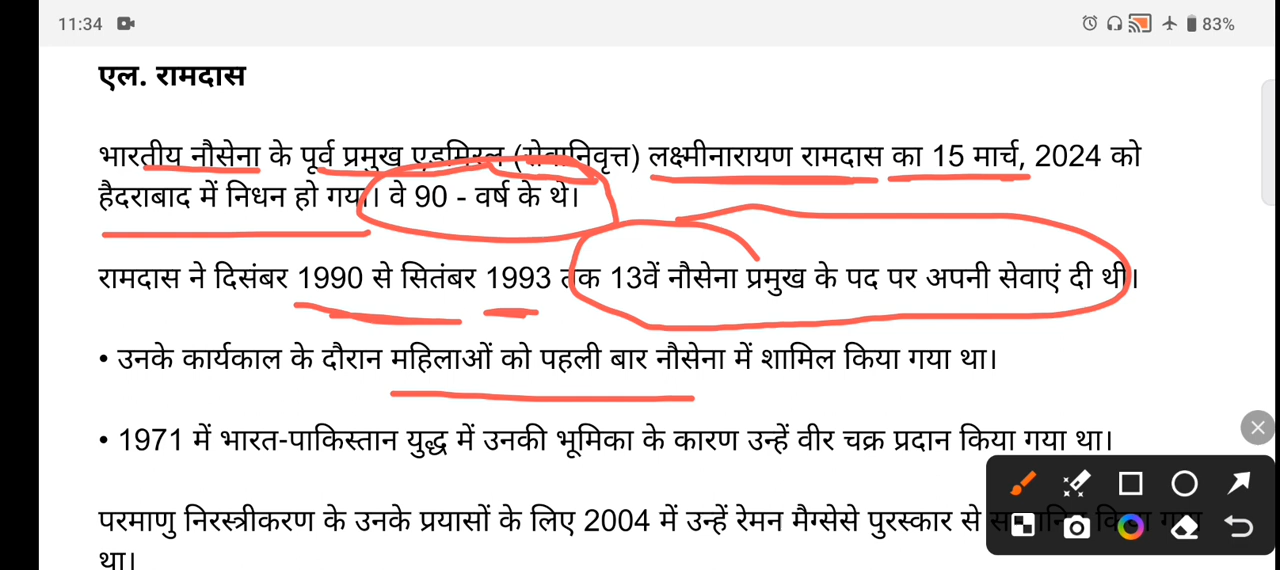 11:34
83%
एल. रामदास
भारतीय नौसेना के पूर्व प्रमुख एडमिरल (सेवानिवृत्त) लक्ष्मीनारायण रामदास का 15 मार्च, 2024 को
हैदराबाद में निधन हो गया। वे 90 - वर्ष के थे।
रामदास ने दिसंबर 1990 से सितंबर 1993 तक 13वें नौसेना प्रमुख के पद पर अपनी सेवाएं दी थी।
• उनके कार्यकाल के दौरान महिलाओं को पहली बार नौसेना में शामिल किया गया था।
• 1971 में भारत-पाकिस्तान युद्ध में उनकी भूमिका के कारण उन्हें वीर चक्र प्रदान किया गया था।
परमाणु निरस्त्रीकरण के उनके प्रयासों के लिए 2004 में उन्हें रेमन मैग्सेसे पुरस्कार से सम्मानित किया गया
था।